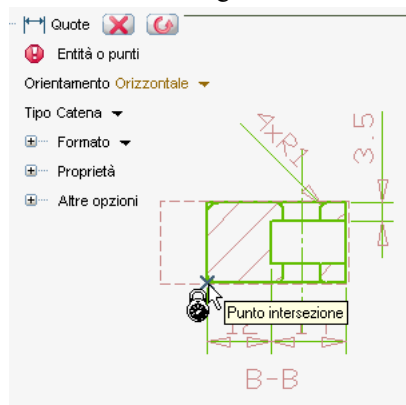 Quote
Entità o punti
Orientamento Orizzontale
Tipo Catena
Formato
Proprietà
Altre opzioni
4xR1
3.5
Punto intersezione
12
B-B